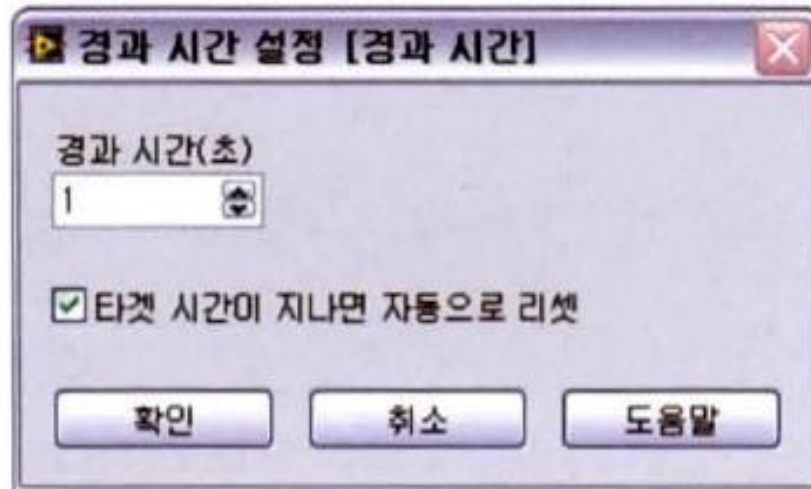 경과 시간 설정 [경과 시간]
경과 시간(초)
1
타겟 시간이 지나면 자동으로 리셋
확인 취소 도움말